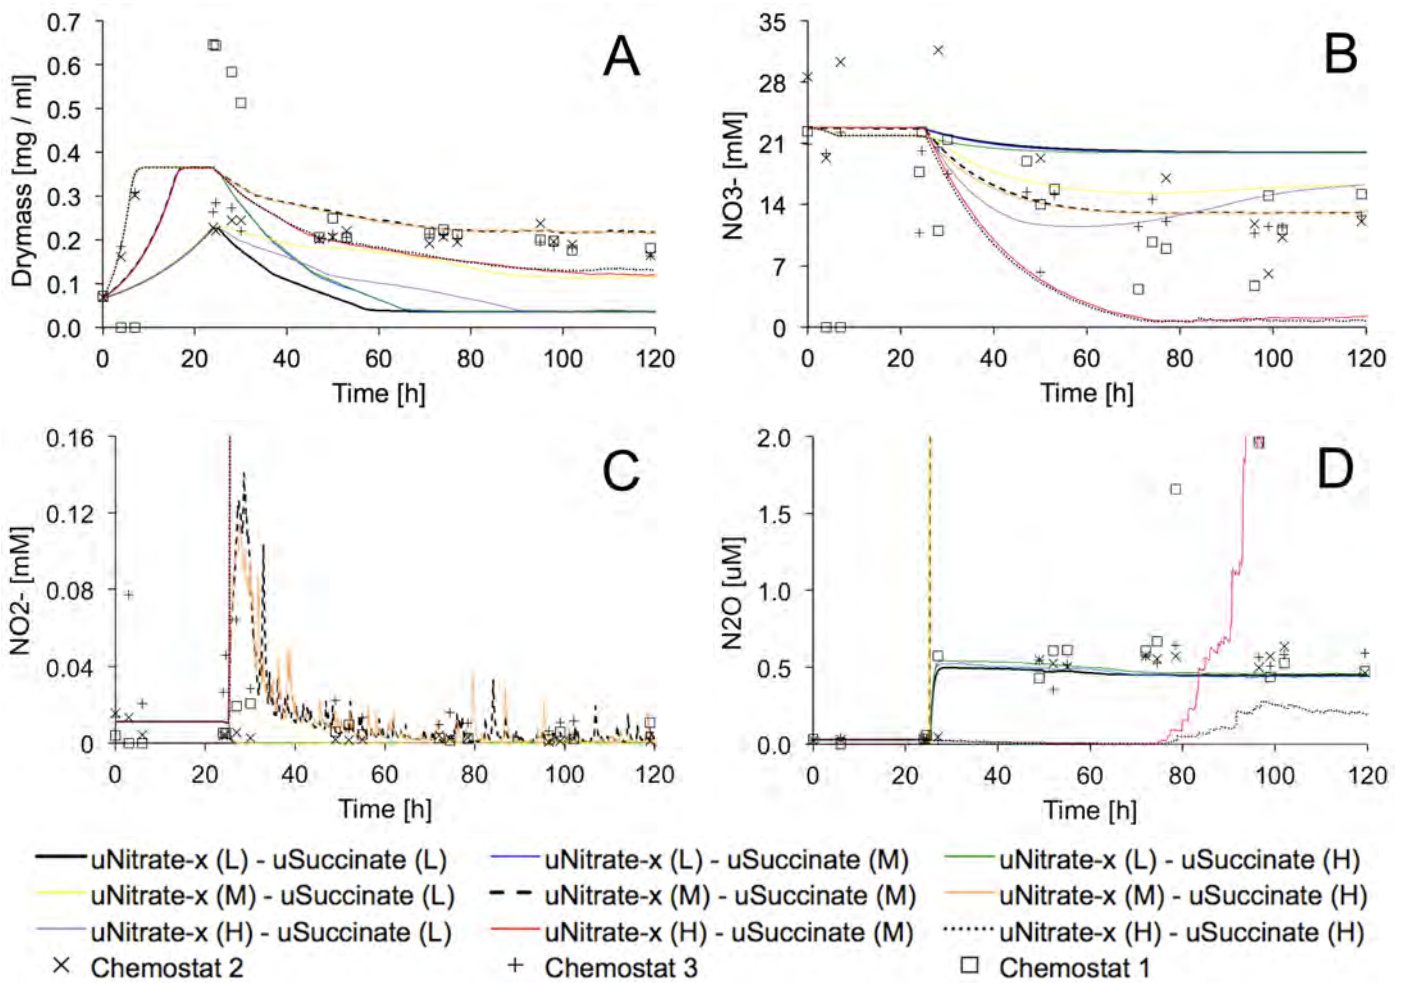 A
Drymass [mg / ml]
0.7
0.6
0.5
0.4
0.3
0.2
0.1
0.0
0 20 40 60 80 100 120
Time [h]
B
NO3- [mM]
35
28
21
14
7
0
0 20 40 60 80 100 120
Time [h]
C
NO2- [mM]
0.16
0.12
0.08
0.04
0
0 20 40 60 80 100 120
Time [h]
D
N2O [uM]
2.0
1.5
1.0
0.5
0.0
0 20 40 60 80 100 120
Time [h]
uNitrate-x (L) - uSuccinate (L) uNitrate-x (L) - uSuccinate (M) uNitrate-x (L) - uSuccinate (H)
uNitrate-x (M) - uSuccinate (L) uNitrate-x (M) - uSuccinate (M) uNitrate-x (M) - uSuccinate (H)
uNitrate-x (H) - uSuccinate (L) uNitrate-x (H) - uSuccinate (M) uNitrate-x (H) - uSuccinate (H)
Chemostat 2 Chemostat 3 Chemostat 1